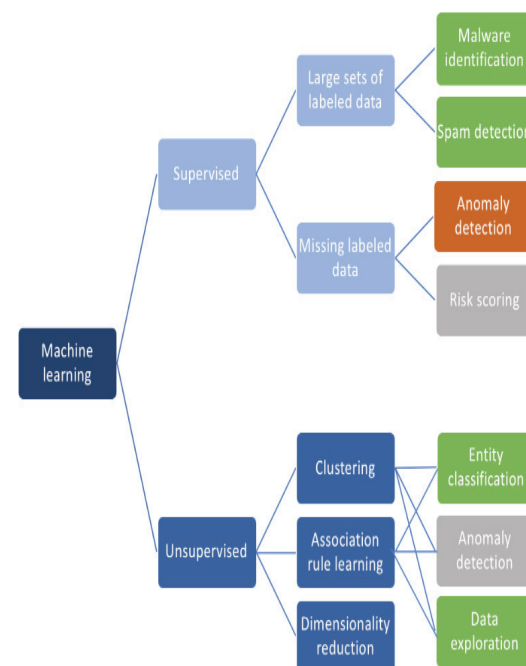 Malware
identification
Large sets of
labeled data
Spam detection
Supervised
Anomaly
detection
Missing labeled
data
Risk scoring
Machine
learning
Entity
classification
Clustering
Unsupervised
Association
rule learning
Anomaly
detection
Dimensionality
reduction
Data
exploration